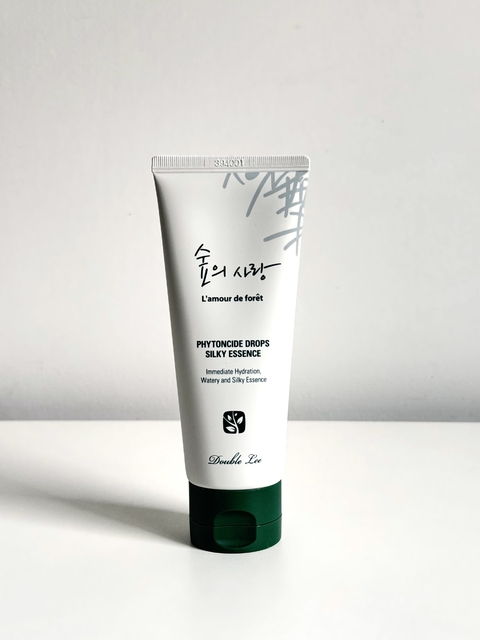 394001
숲의 사랑
L'amour de forêt
PHYTONCIDE DROPS
SILKY ESSENCE
Immediate Hydration,
Watery and Silky Essence
Double Lee